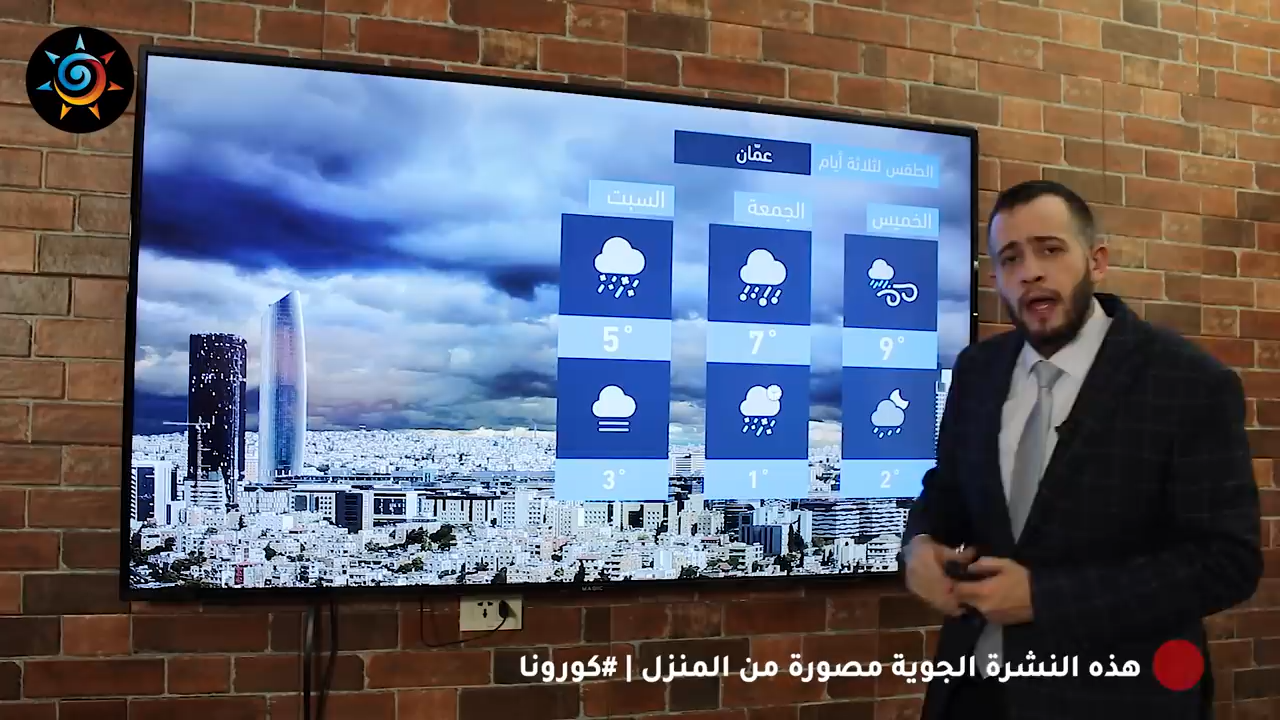 الطقس لثلاثة أيام
عمّان
الخميس
الجمعة
السبت
9°
7°
5°
2°
1°
3°
MAGIC
هذه النشرة الجوية مصورة من المنزل | #كورونا